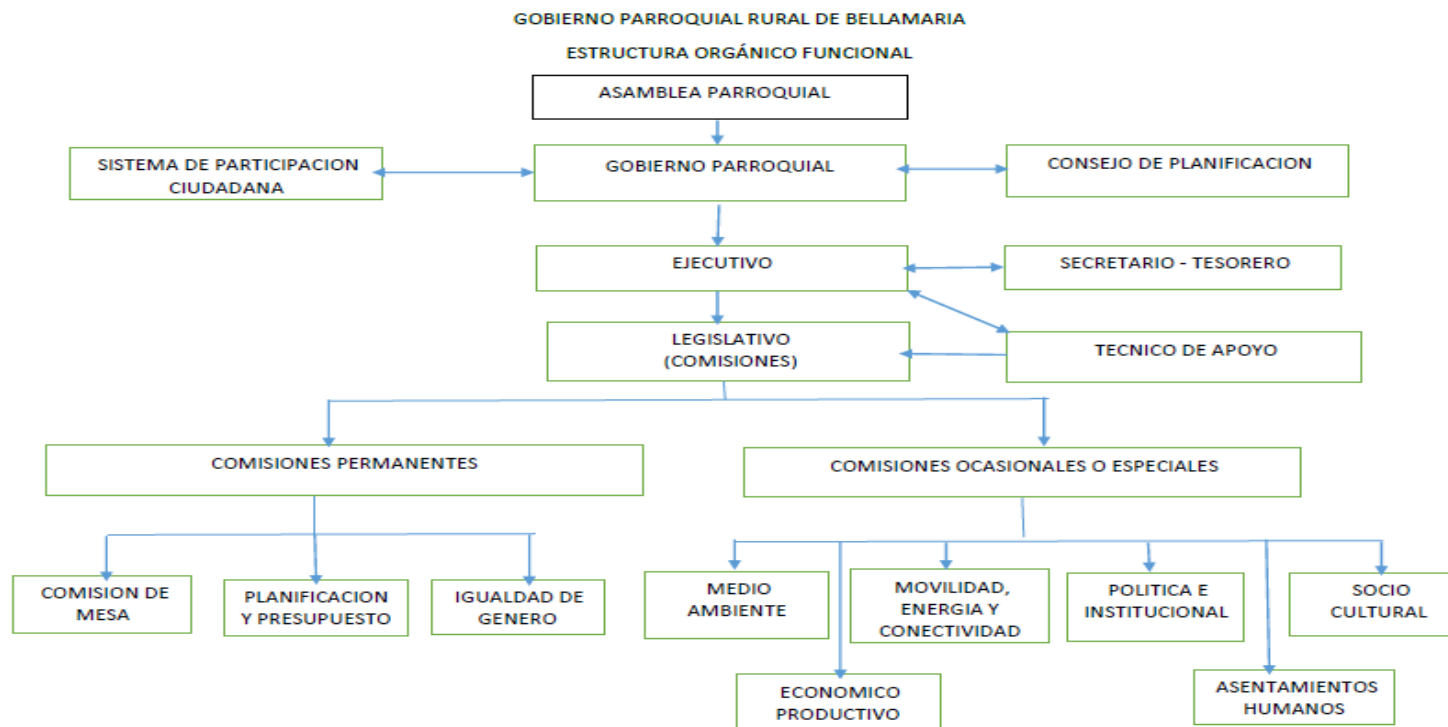 GOBIERNO PARROQUIAL RURAL DE BELLAMARIA
ESTRUCTURA ORGÁNICO FUNCIONAL
ASAMBLEA PARROQUIAL
SISTEMA DE PARTICIPACION
CIUDADANA
GOBIERNO PARROQUIAL
CONSEJO DE PLANIFICACION
EJECUTIVO
SECRETARIO - TESORERO
LEGISLATIVO
(COMISIONES)
TECNICO DE APOYO
COMISIONES PERMANENTES
COMISIONES OCASIONALES O ESPECIALES
COMISION DE
MESA
PLANIFICACION
Y PRESUPUESTO
IGUALDAD DE
GENERO
MEDIO
AMBIENTE
MOVILIDAD,
ENERGIA Y
CONECTIVIDAD
POLITICA E
INSTITUCIONAL
SOCIO
CULTURAL
ECONOMICO
PRODUCTIVO
ASENTAMIENTOS
HUMANOS